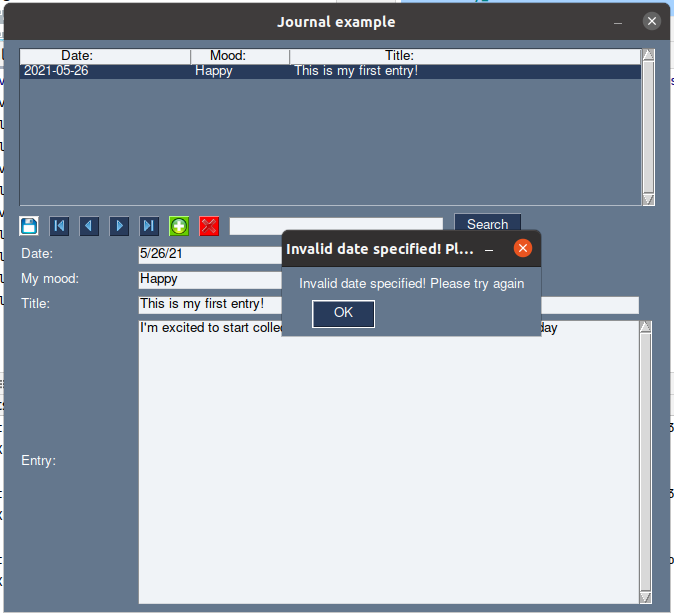 Journal example
Date: Mood: Title:
2021-05-26 Happy This is my first entry!
Search
Invalid date specified! Pl...
Invalid date specified! Please try again
OK
Date: 5/26/21
My mood: Happy
Title: This is my first entry!
I'm excited to start colle day
Entry: